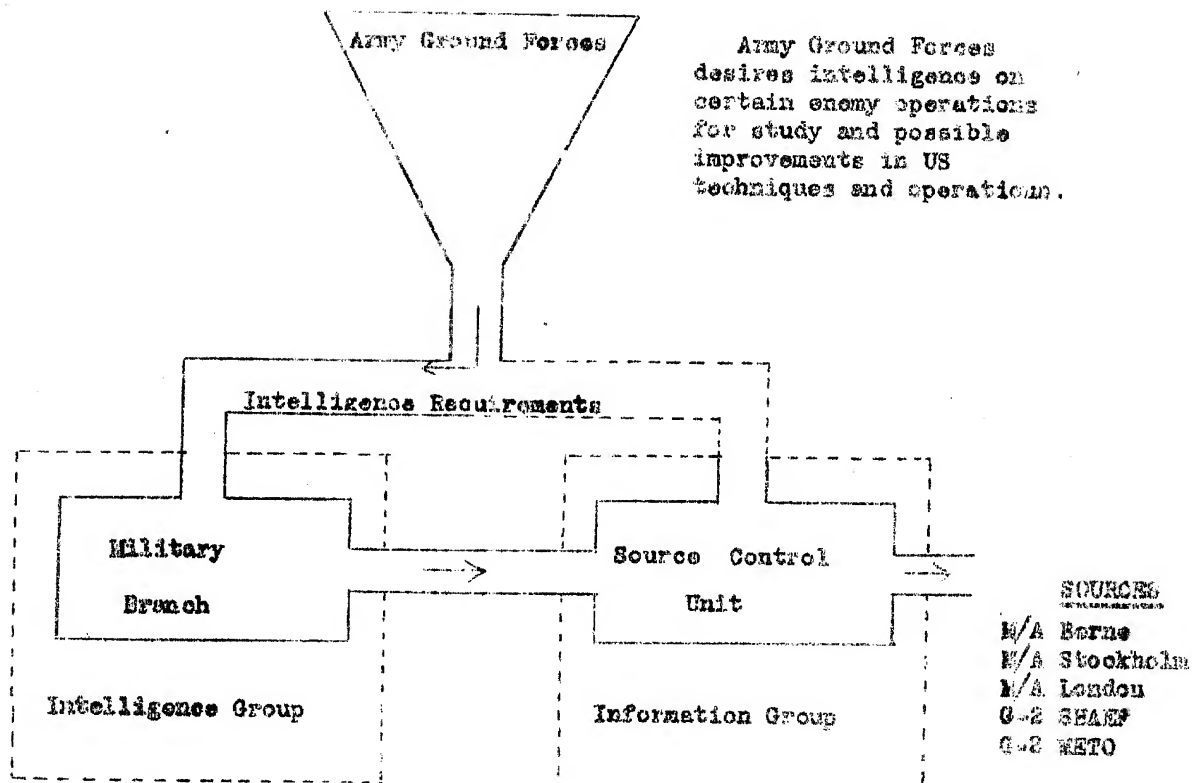 Army Ground Forces
Army Ground Forces
desires intelligence on
certain enemy operations
for study and possible
improvements in US
techniques and operations.
Intelligence Requirements
Military
Branch
Source Control
Unit
Intelligence Group
Information Group
SOURCES
M/A Berne
M/A Stockholm
M/A London
G-2 SHAEF
G-2